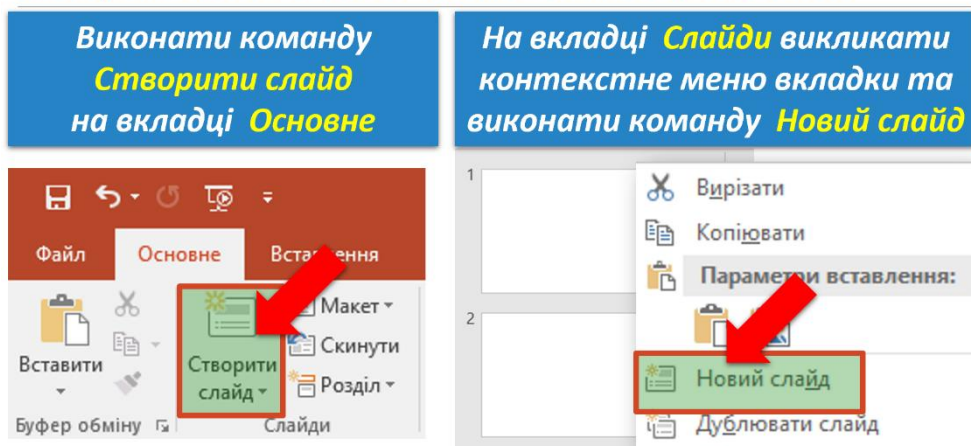 Виконати команду
Створити слайд
на вкладці Основне
На вкладці Слайди викликати
контекстне меню вкладки та
виконати команду Новий слайд
Файл Основне
Вставити
Створити
слайд
Макет
Скинути
Розділ
Буфер обміну Слайди
1
2
Вирізати
Копіювати
Параметри вставлення:
Новий слайд
Дублювати слайд